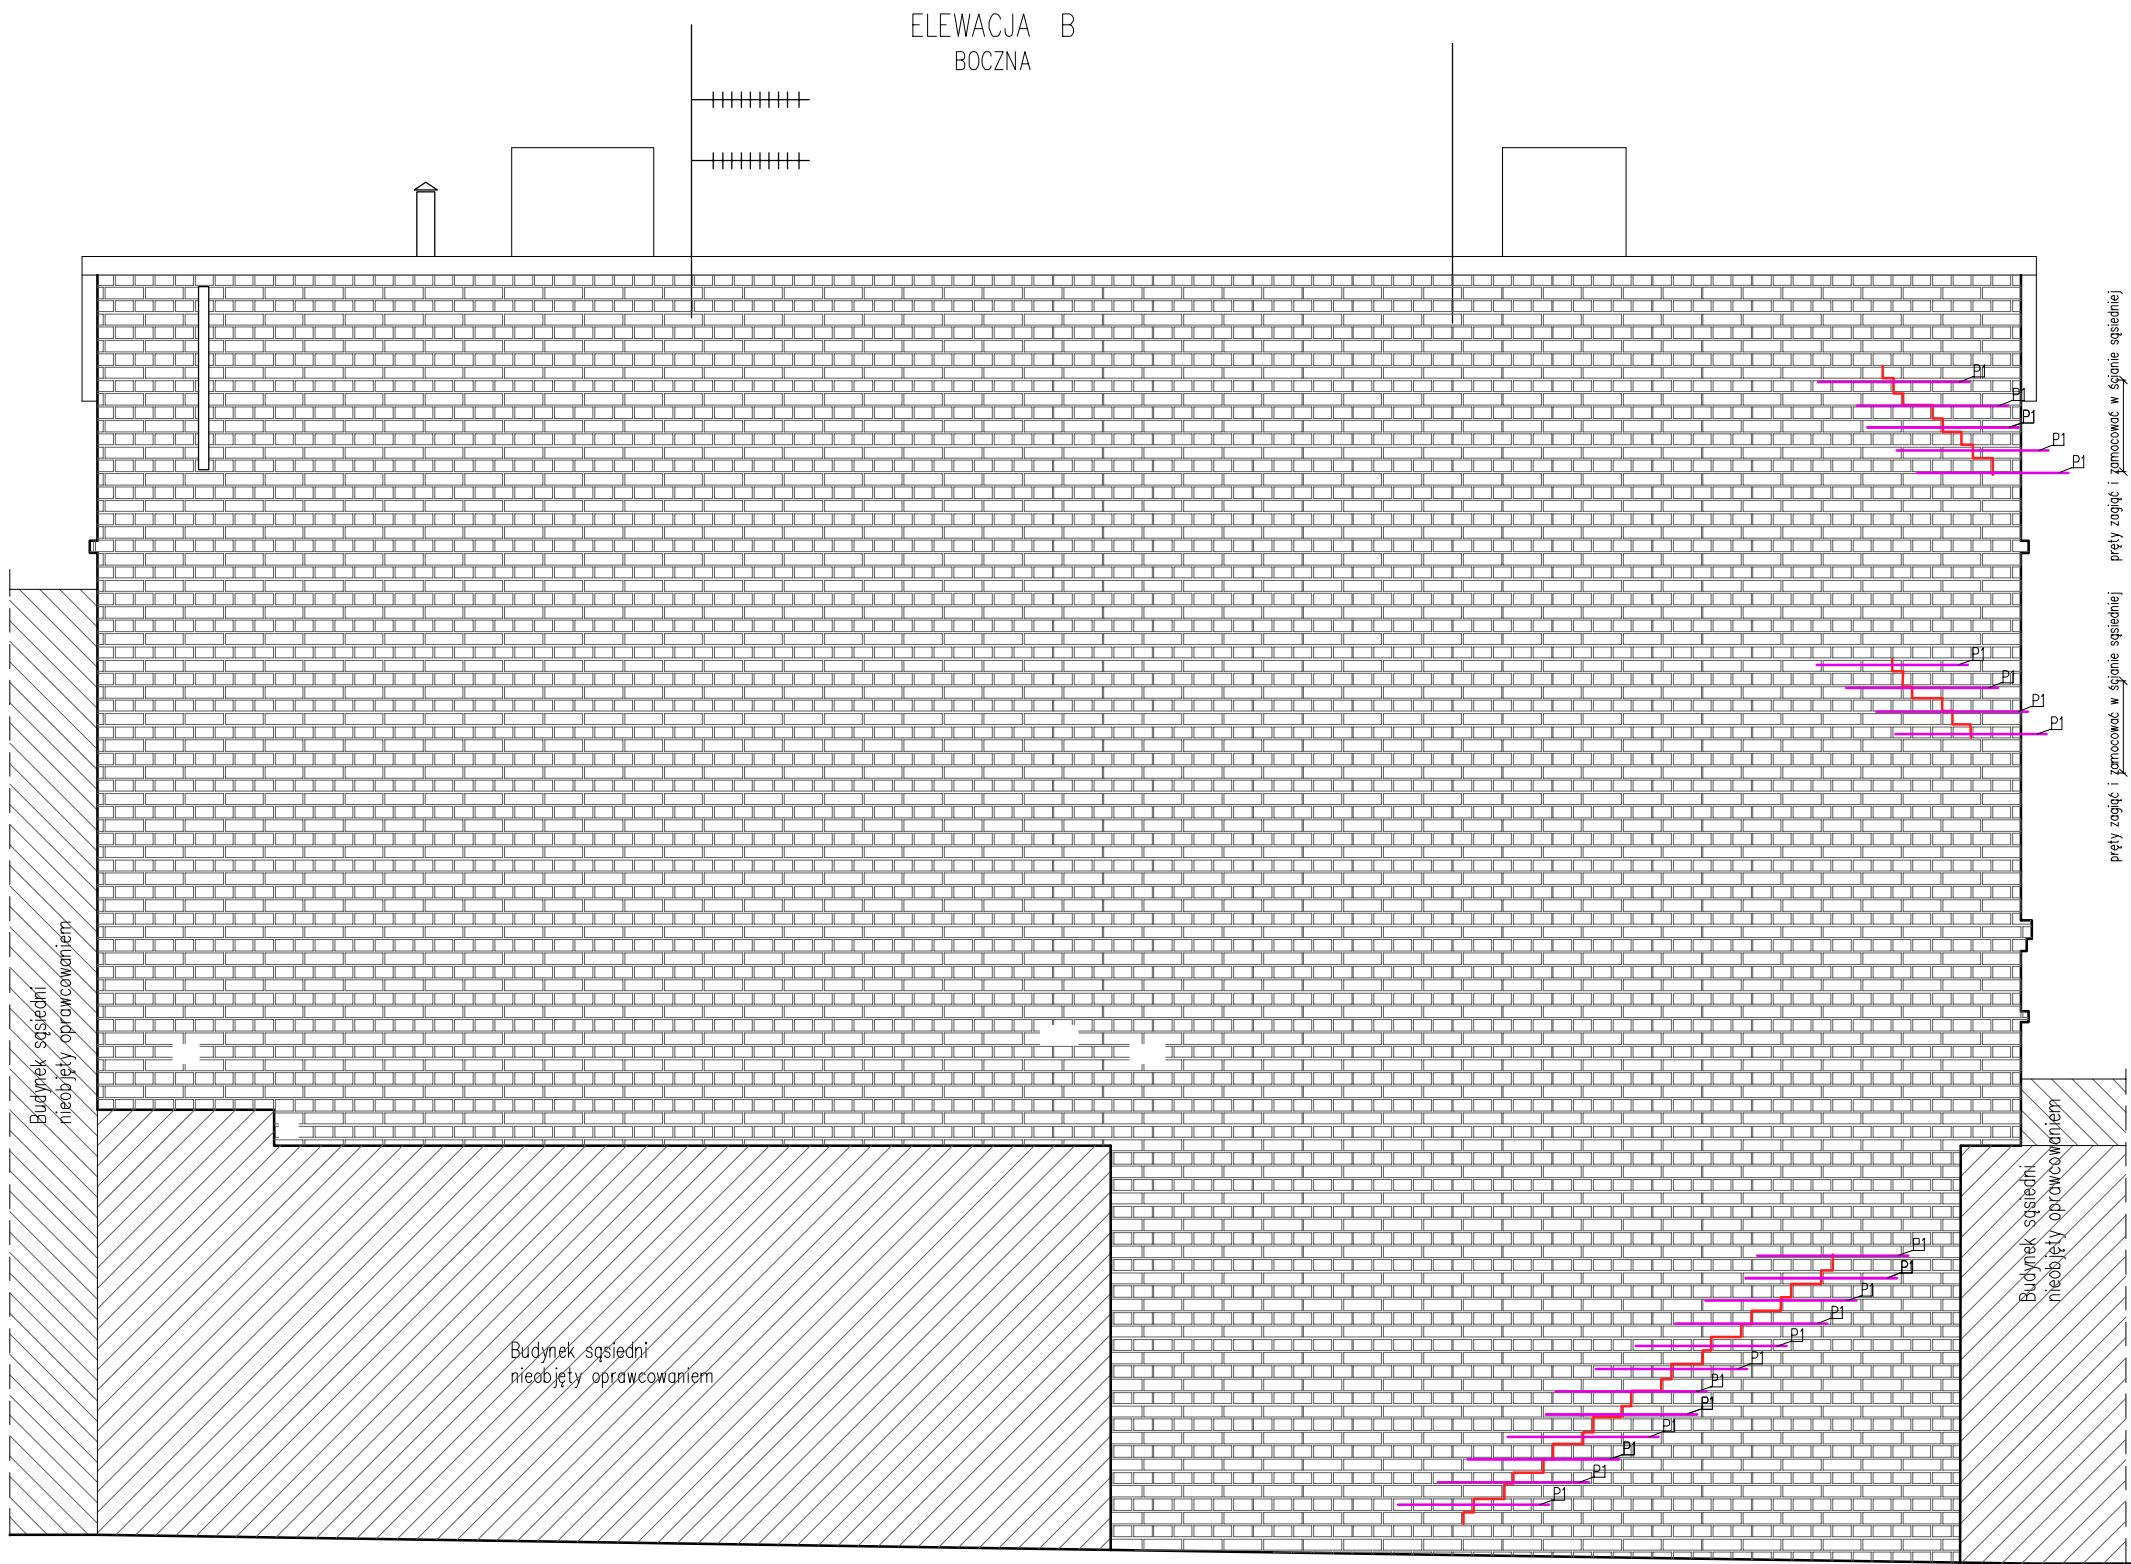 ELEWACJA B
BOCZNA
pręty zagiąć i zamocować w ścianie sąsiedniej
P1
P1
P1
P1
P1
pręty zagiąć i zamocować w ścianie sąsiedniej
P1
P1
P1
P1
Budynek sąsiedni
nieobjęty oprawcowaniem
Budynek sąsiedni
nieobjęty oprawcowaniem
Budynek sąsiedni
nieobjęty oprawcowaniem
P1
P1
P1
P1
P1
P1
P1
P1
P1
P1
P1
P1